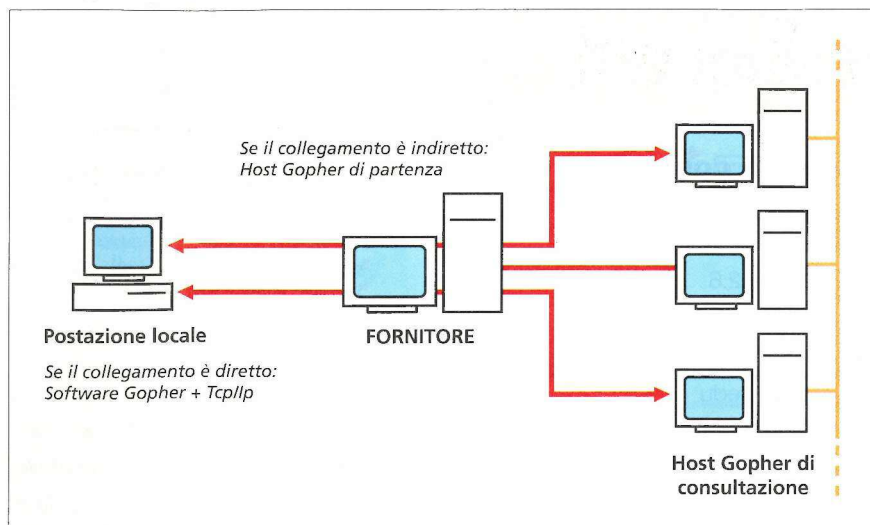 Se il collegamento è indiretto:
Host Gopher di partenza
Postazione locale
FORNITORE
Se il collegamento è diretto:
Software Gopher + Tcp/Ip
Host Gopher di
consultazione